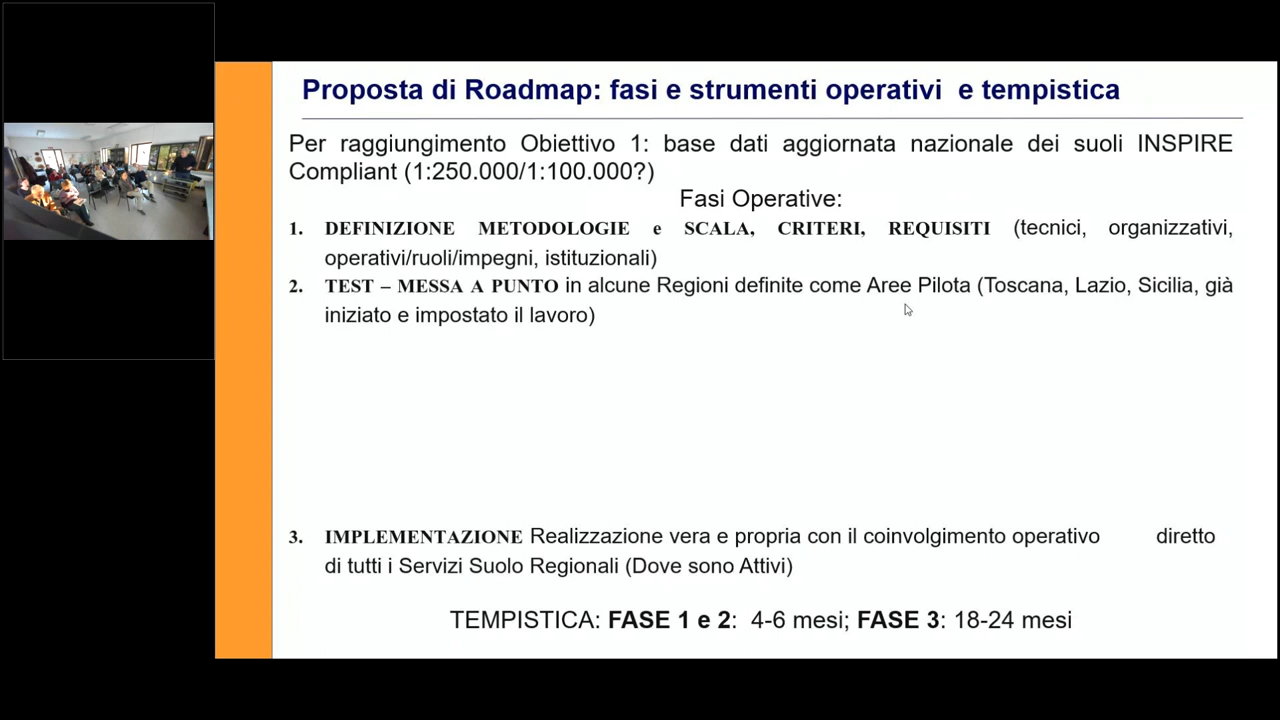 Proposta di Roadmap: fasi e strumenti operativi e tempistica
Per raggiungimento Obiettivo 1: base dati aggiornata nazionale dei suoli INSPIRE
Compliant (1:250.000/1:100.000?)
Fasi Operative:
1. DEFINIZIONE METODOLOGIE e SCALA, CRITERI, REQUISITI (tecnici, organizzativi,
operativi/ruoli/impegni, istituzionali)
2. TEST – MESSA A PUNTO in alcune Regioni definite come Aree Pilota (Toscana, Lazio, Sicilia, già
iniziato e impostato il lavoro)
3. IMPLEMENTAZIONE Realizzazione vera e propria con il coinvolgimento operativo diretto
di tutti i Servizi Suolo Regionali (Dove sono Attivi)
TEMPISTICA: FASE 1 e 2: 4-6 mesi; FASE 3: 18-24 mesi